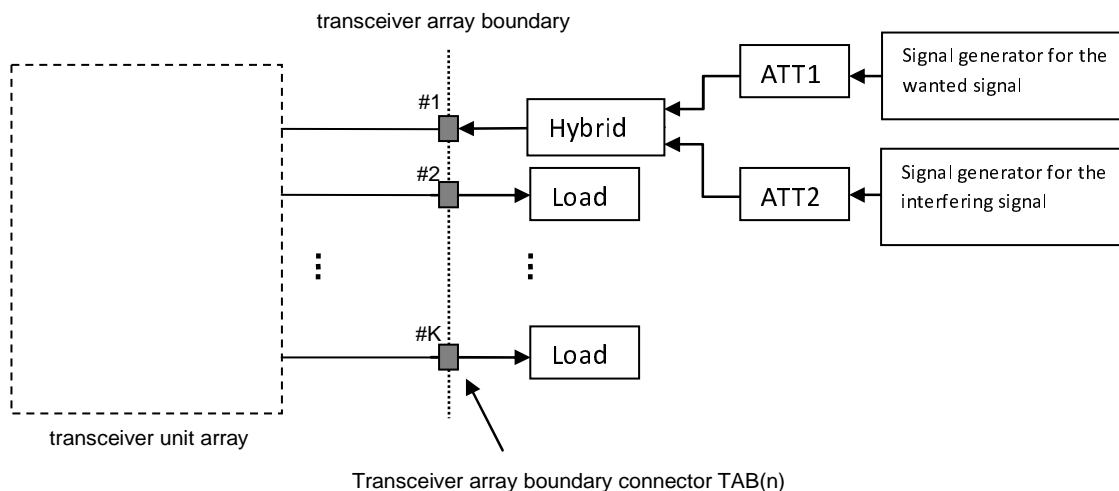 transceiver array boundary
#1
Hybrid
ATT1
Signal generator for the
wanted signal
#2
Load
ATT2
Signal generator for the
interfering signal
#K
Load
transceiver unit array
Transceiver array boundary connector TAB(n)